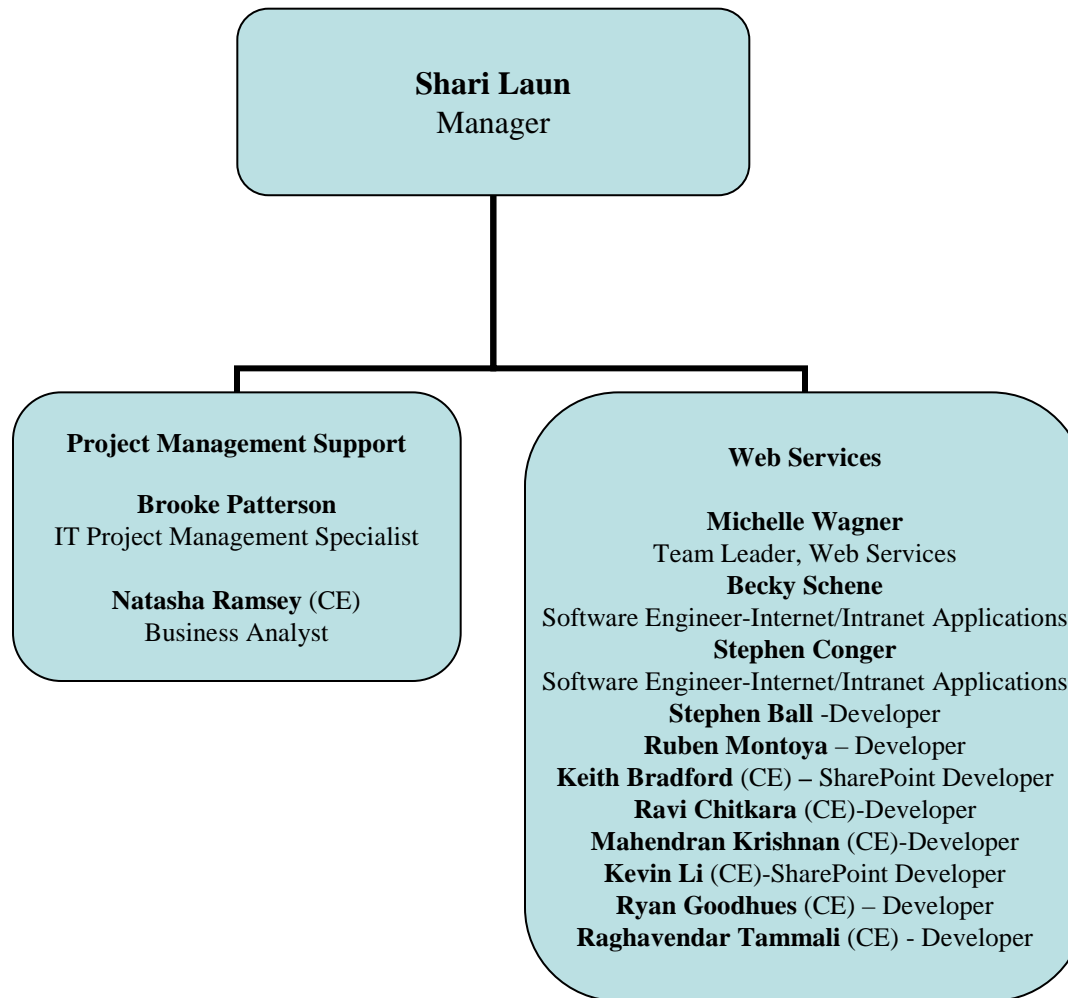 Shari Laun
Manager
Project Management Support
Brooke Patterson
IT Project Management Specialist
Natasha Ramsey (CE)
Business Analyst
Web Services
Michelle Wagner
Team Leader, Web Services
Becky Schene
Software Engineer-Internet/Intranet Applications
Stephen Conger
Software Engineer-Internet/Intranet Applications
Stephen Ball -Developer
Ruben Montoya – Developer
Keith Bradford (CE) – SharePoint Developer
Ravi Chitkara (CE)-Developer
Mahendran Krishnan (CE)-Developer
Kevin Li (CE)-SharePoint Developer
Ryan Goodhues (CE) – Developer
Raghavendar Tammali (CE) - Developer